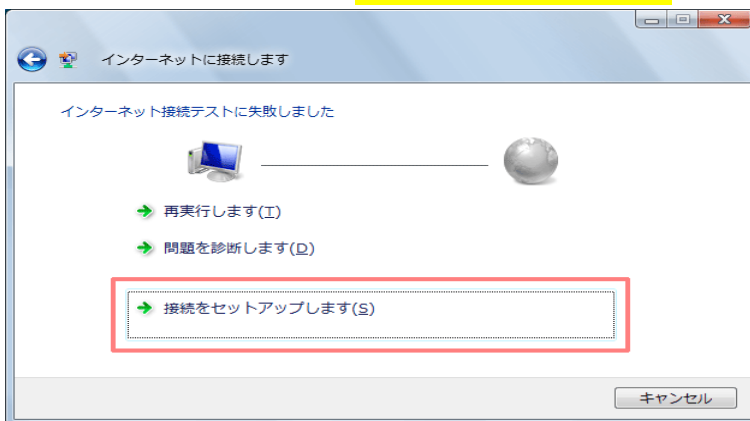 インターネットに接続します
インターネット接続テストに失敗しました
再実行します(T)
問題を診断します(D)
接続をセットアップします(S)
キャンセル